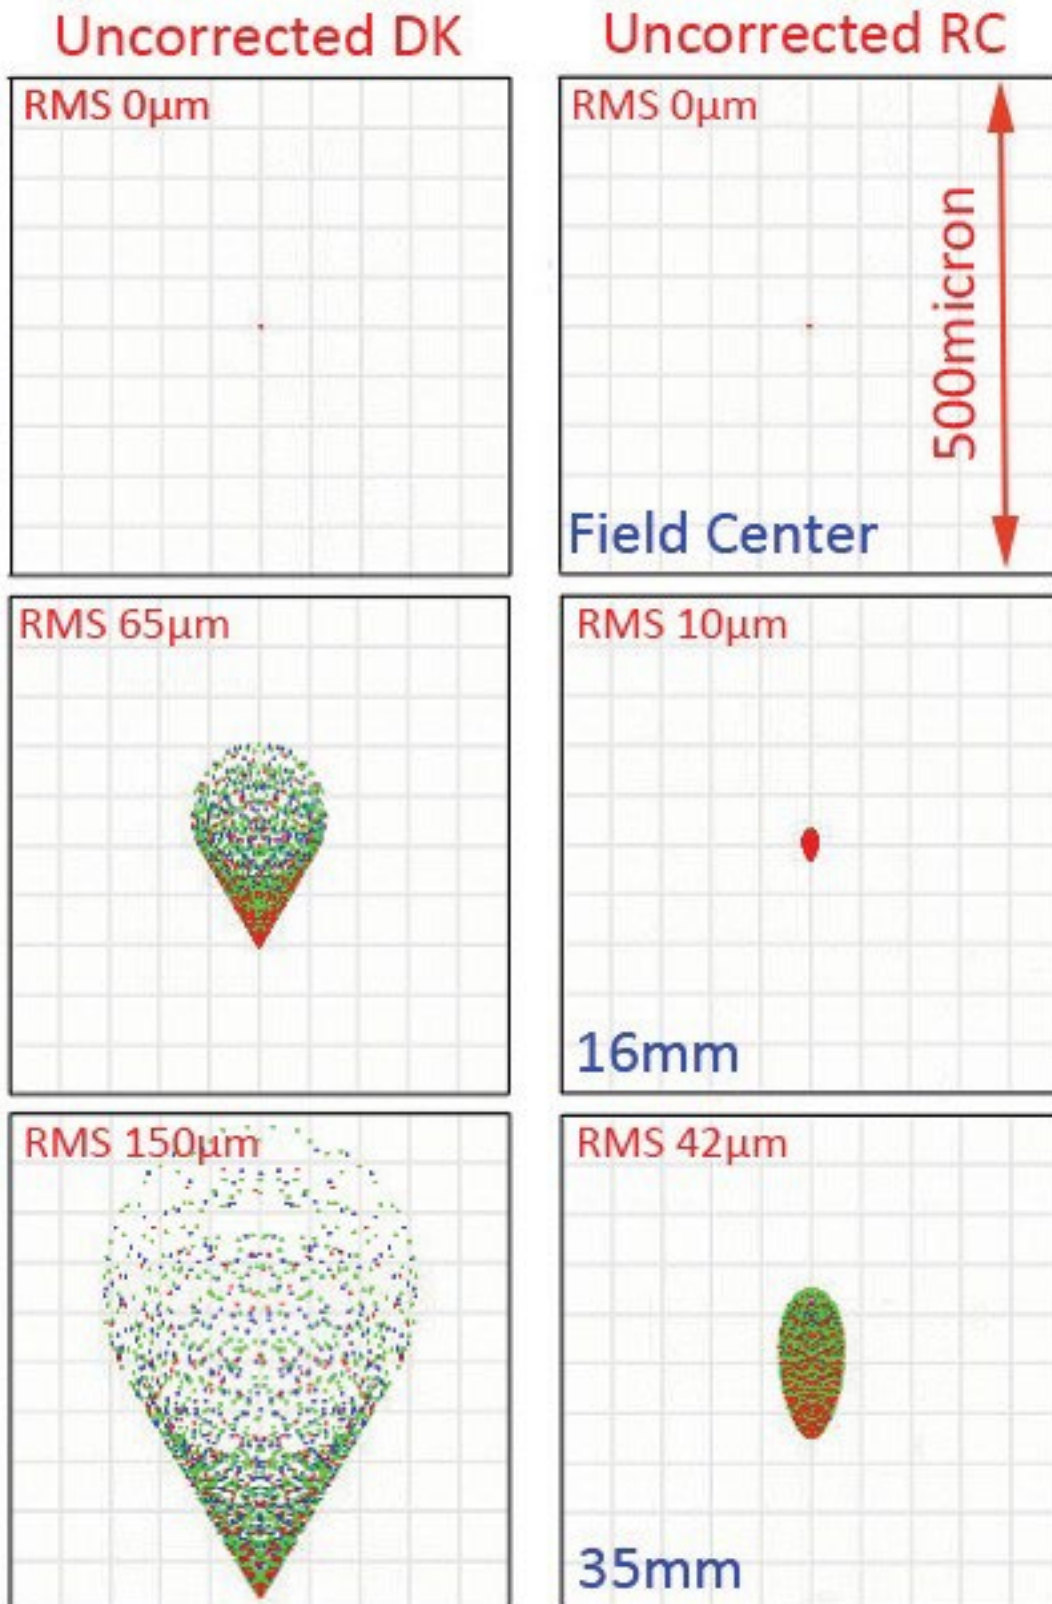 Uncorrected DK
Uncorrected RC
RMS 0µm
RMS 0µm
500micron
Field Center
RMS 65µm
RMS 10µm
16mm
RMS 150µm
RMS 42µm
35mm